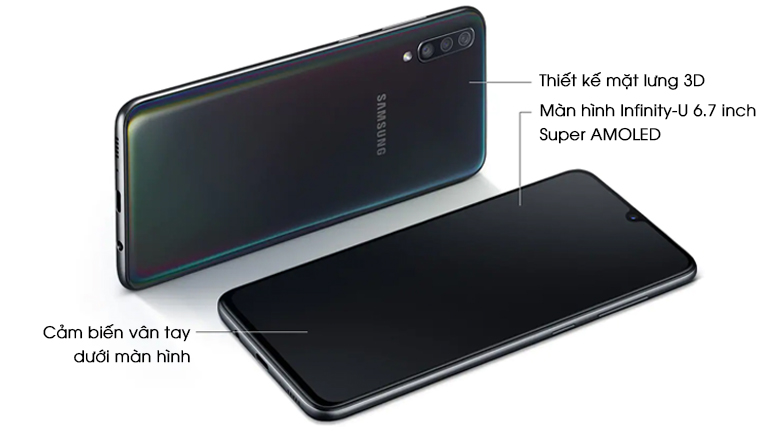 SAMSUNG
Thiết kế mặt lưng 3D
Màn hình Infinity-U 6.7 inch
Super AMOLED
Cảm biến vân tay
dưới màn hình